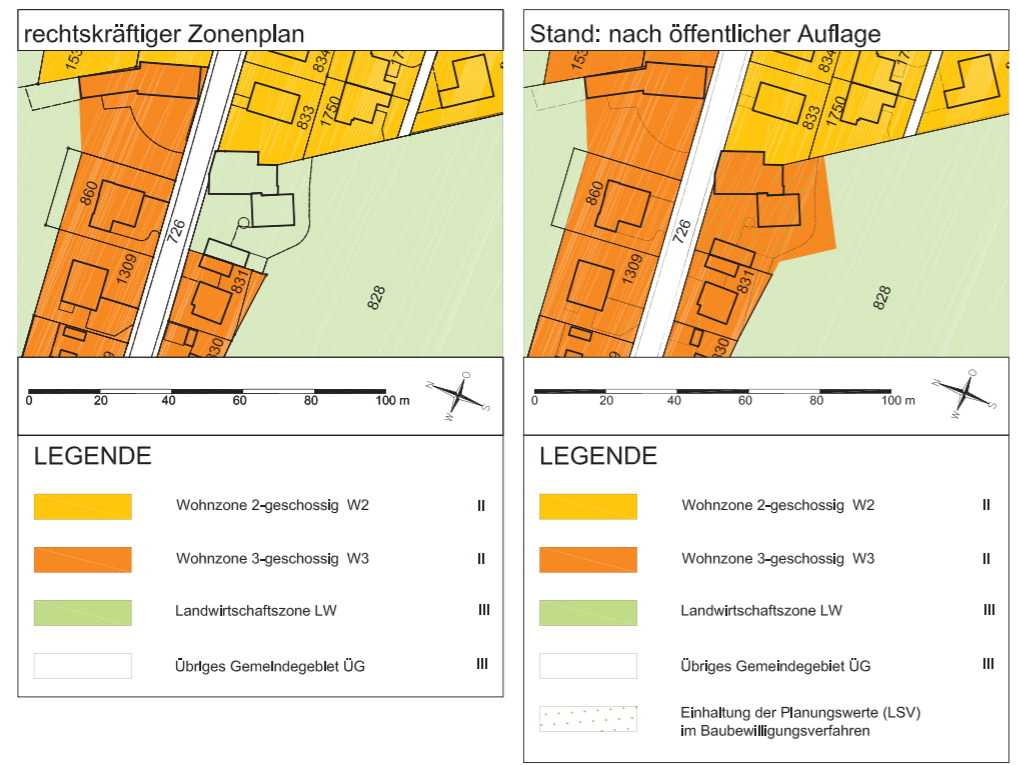 rechtskräftiger Zonenplan
153
834
833
1750
860
726
1309
831
828
830
0 20 40 60 80 100 m
N O S W
LEGENDE
Wohnzone 2-geschossig W2 II
Wohnzone 3-geschossig W3 II
Landwirtschaftszone LW III
Übriges Gemeindegebiet ÜG III
Stand: nach öffentlicher Auflage
153
834
833
1750
860
726
1309
831
828
830
0 20 40 60 80 100 m
N O S W
LEGENDE
Wohnzone 2-geschossig W2 II
Wohnzone 3-geschossig W3 II
Landwirtschaftszone LW III
Übriges Gemeindegebiet ÜG III
Einhaltung der Planungswerte (LSV)
im Baubewilligungsverfahren